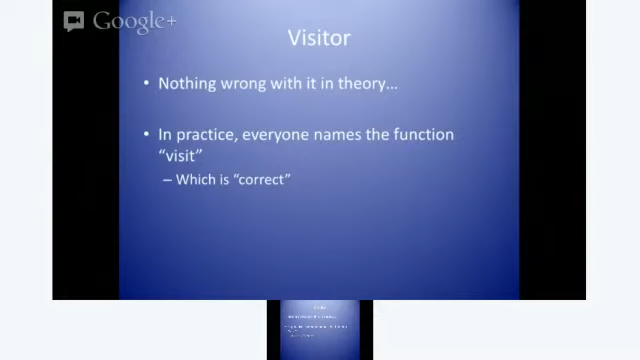 Google+
Visitor
• Nothing wrong with it in theory…
• In practice, everyone names the function
“visit”
– Which is “correct”